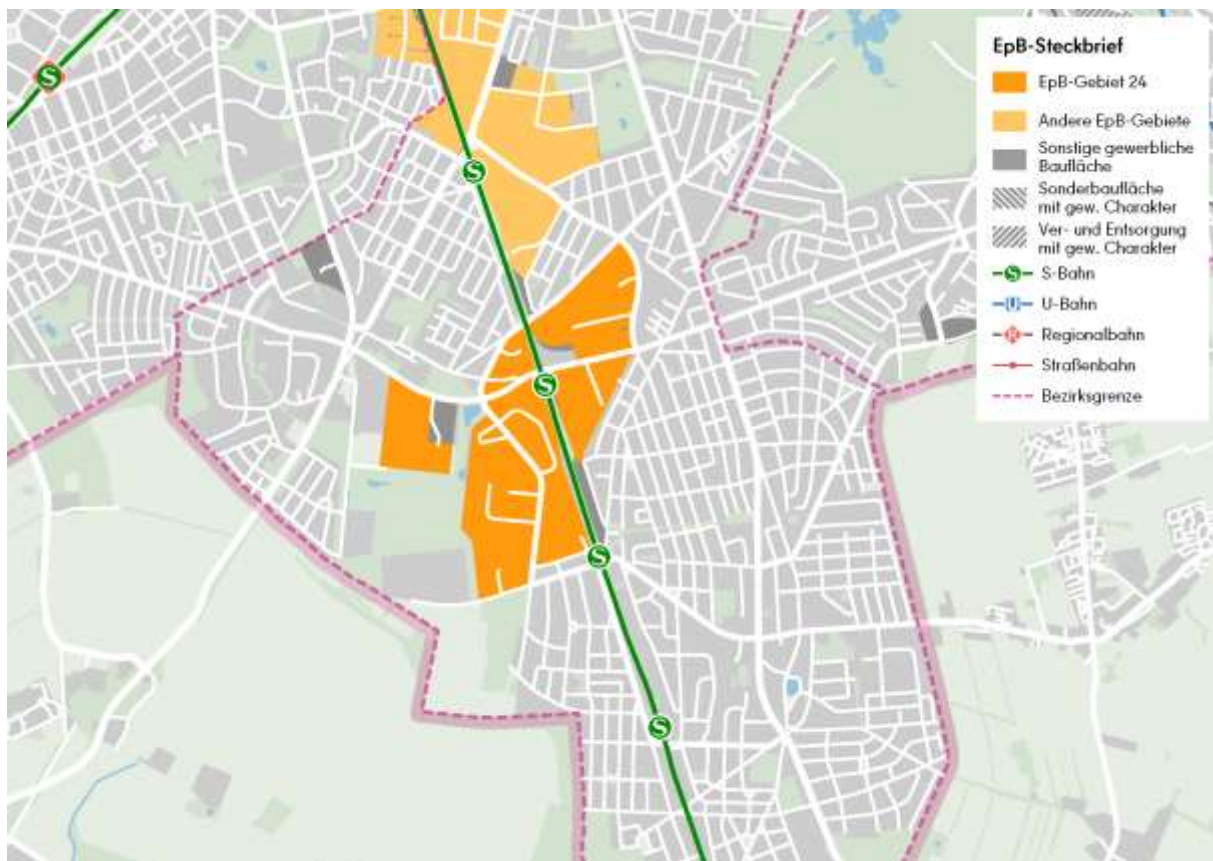 EpB-Steckbrief
EpB-Gebiet 24
Andere EpB-Gebiete
Sonstige gewerbliche
Baufläche
Sonderbaufläche
mit gew. Charakter
Ver- und Entsorgung
mit gew. Charakter
S
S-Bahn
U
U-Bahn
R
Regionalbahn
Straßenbahn
Bezirksgrenze
S
S
S
S
S